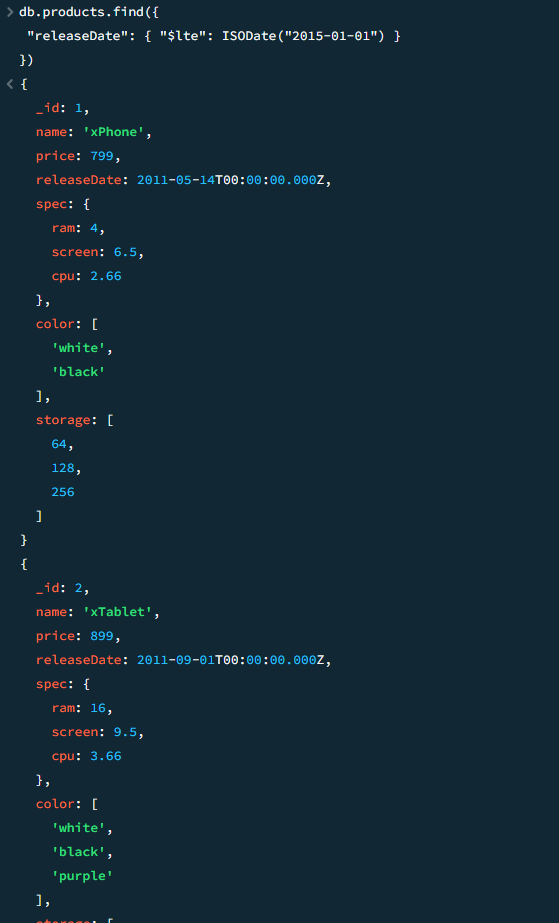 db.products.find({
"releaseDate": { "$lte": ISODate("2015-01-01") }
})
{
_id: 1,
name: 'xPhone',
price: 799,
releaseDate: 2011-05-14T00:00:00.000Z,
spec: {
ram: 4,
screen: 6.5,
cpu: 2.66
},
color: [
'white',
'black'
],
storage: [
64,
128,
256
]
}
{
_id: 2,
name: 'xTablet',
price: 899,
releaseDate: 2011-09-01T00:00:00.000Z,
spec: {
ram: 16,
screen: 9.5,
cpu: 3.66
},
color: [
'white',
'black',
'purple'
],
storage: [